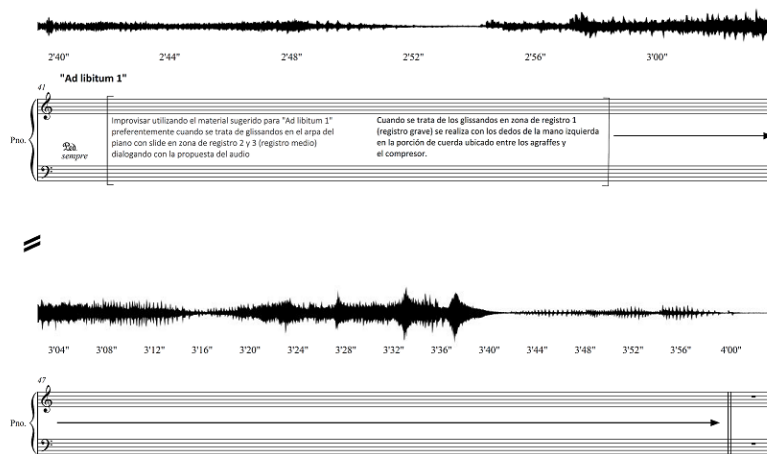 2'40" 2'44" 2'48" 2'52" 2'56" 3'00"
"Ad libitum 1"
41
Improvisar utilizando el material sugerido para "Ad libitum 1"
preferentemente cuando se trata de glissandos en el arpa del
piano con slide en zona de registro 2 y 3 (registro medio)
dialogando con la propuesta del audio
Cuando se trata de los glissandos en zona de registro 1
(registro grave) se realiza con los dedos de la mano izquierda
en la porción de cuerda ubicado entre los agraffes y
el compresor.
Pno.
Ped.
sempre
3'04" 3'08" 3'12" 3'16" 3'20" 3'24" 3'28" 3'32" 3'36" 3'40" 3'44" 3'48" 3'52" 3'56" 4'00"
47
Pno.